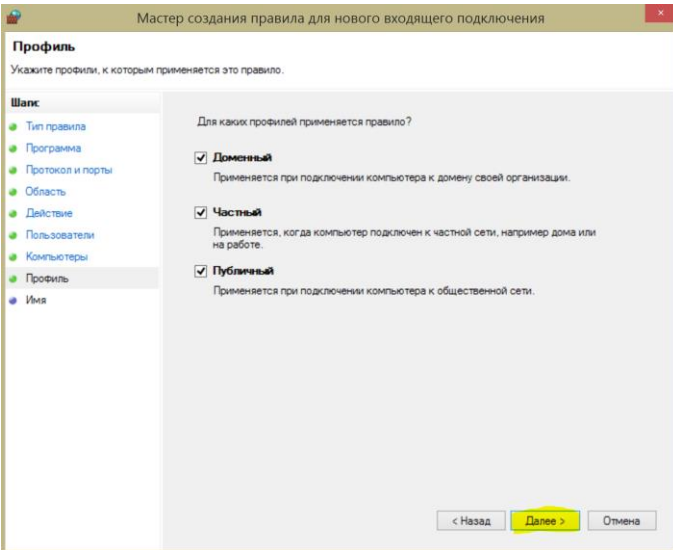 Мастер создания правила для нового входящего подключения
Профиль
Укажите профили, к которым применяется это правило.
Шаги:
Тип правила
Программа
Протокол и порты
Область
Действие
Пользователи
Компьютеры
Профиль
Имя
Для каких профилей применяется правило?
Доменный
Применяется при подключении компьютера к домену своей организации.
Частный
Применяется, когда компьютер подключен к частной сети, например дома или
на работе.
Публичный
Применяется при подключении компьютера к общественной сети.
< Назад
Далее >
Отмена